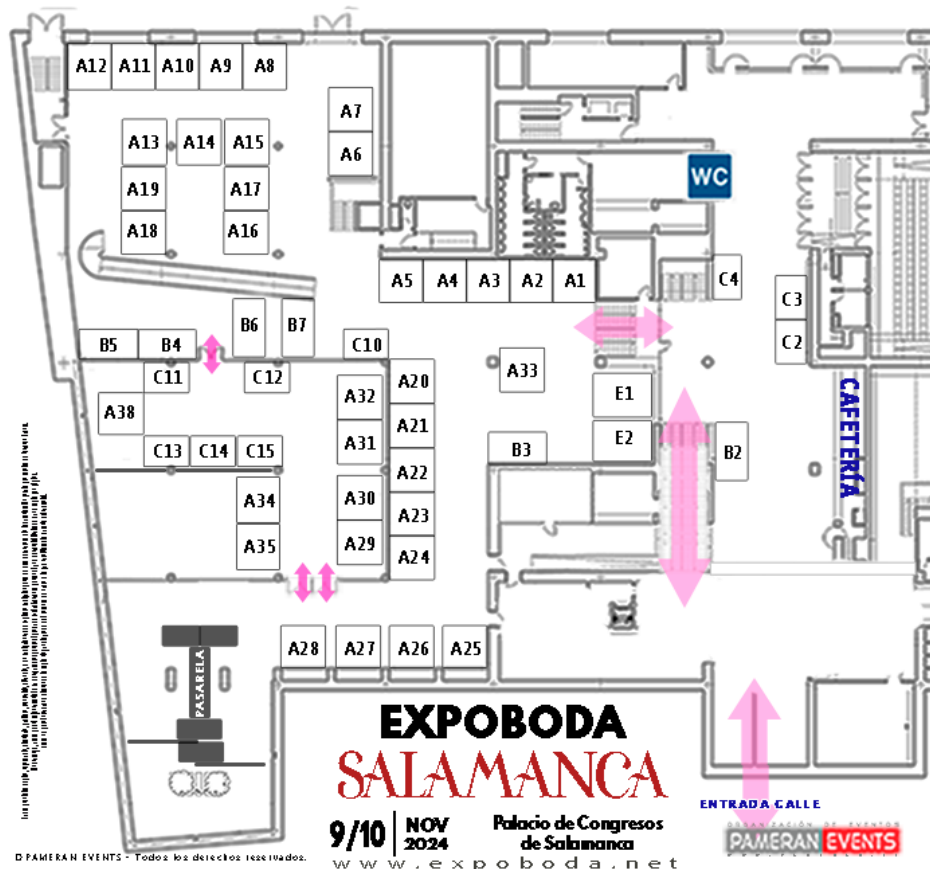 A12 A11 A10 A9 A8
A7
A13 A14 A15
A6
WC
A19 A17
A18 A16
A5 A4 A3 A2 A1 C4
C3
B6 B7
C2
B5 B4 C10
A33
C11 C12 A20
A32 E1
A38
CAFETERÍA
A31 A21
E2
C13 C14 C15 B3 B2
A22
A34 A30
A23
A35 A29
A24
A28 A27 A26 A25
PASARELA
EXPOBODA
SALAMANCA
9/10 NOV 2024
Palacio de Congresos
de Salamanca
www.expoboda.net
ENTRADA CALLE
ORGANIZACIÓN DE EVENTOS
PAMERAN EVENTS
© PAMERAN EVENTS - Todos los derechos reservados.